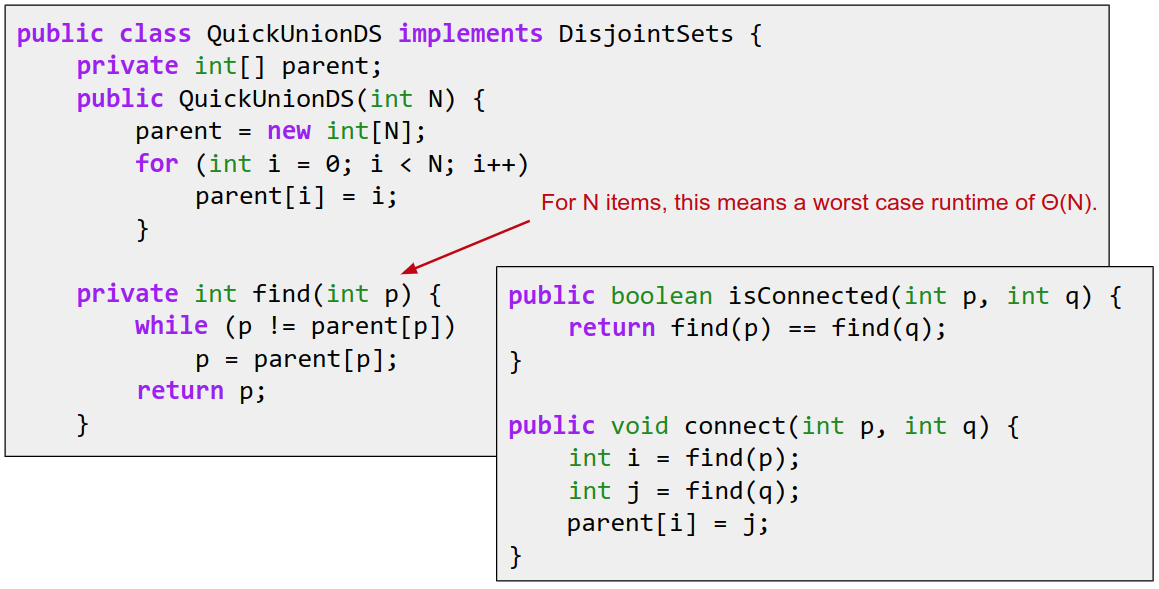 public class QuickUnionDS implements DisjointSets {
private int[] parent;
public QuickUnionDS(int N) {
parent = new int[N];
for (int i = 0; i < N; i++)
parent[i] = i;
}
For N items, this means a worst case runtime of Θ(N).
private int find(int p) {
while (p != parent[p])
p = parent[p];
return p;
}
public boolean isConnected(int p, int q) {
return find(p) == find(q);
}
public void connect(int p, int q) {
int i = find(p);
int j = find(q);
parent[i] = j;
}